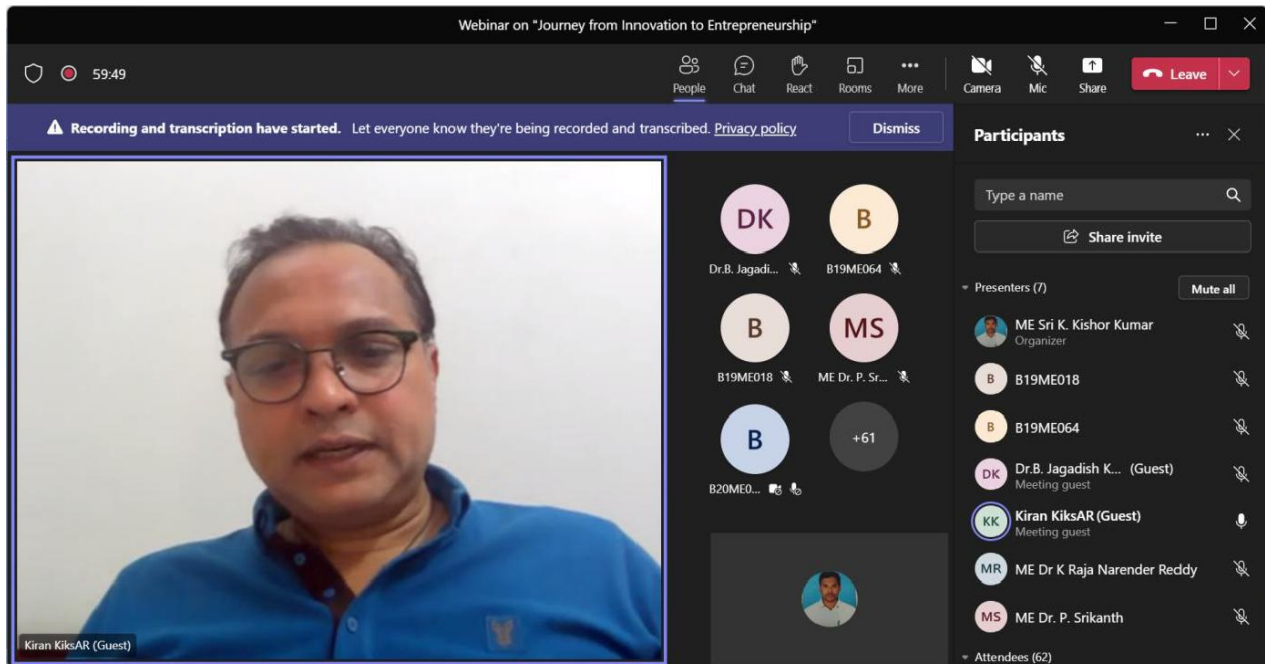 Webinar on "Journey from Innovation to Entrepreneurship"
59:49
People
Chat
React
Rooms
More
Camera
Mic
Share
Leave
Recording and transcription have started. Let everyone know they're being recorded and transcribed. Privacy policy
Dismiss
DK
Dr.B. Jagadi...
B
B19ME064
B
B19ME018
MS
ME Dr. P. Sr...
B
B20ME0...
+61
Kiran KiksAR (Guest)
Participants
Type a name
Share invite
Presenters (7)
Mute all
ME Sri K. Kishor Kumar
Organizer
B
B19ME018
B
B19ME064
DK
Dr.B. Jagadish K... (Guest)
Meeting guest
KK
Kiran KiksAR (Guest)
Meeting guest
MR
ME Dr K Raja Narender Reddy
MS
ME Dr. P. Srikanth
Attendees (62)